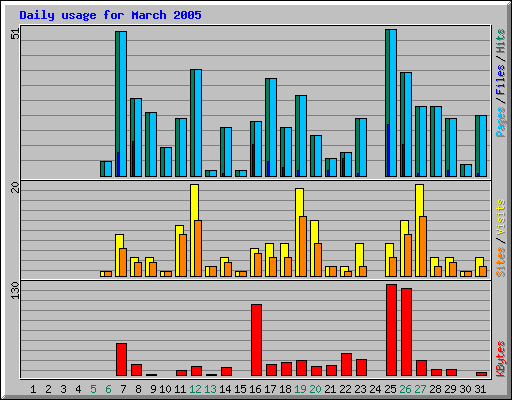 Daily usage for March 2005
51
Pages / Files / Hits
20
Sites / Visits
130
KBytes
1 2 3 4 5 6 7 8 9 10 11 12 13 14 15 16 17 18 19 20 21 22 23 24 25 26 27 28 29 30 31